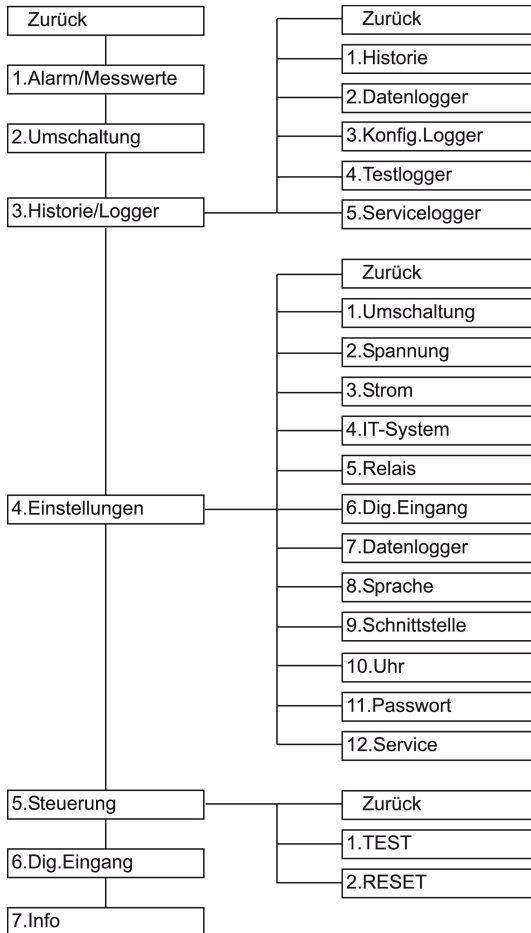 Zurück
1.Alarm/Messwerte
2.Umschaltung
3.Historie/Logger
Zurück
1.Historie
2.Datenlogger
3.Konfig.Logger
4.Testlogger
5.Servicelogger
4.Einstellungen
Zurück
1.Umschaltung
2.Spannung
3.Strom
4.IT-System
5.Relais
6.Dig.Eingang
7.Datenlogger
8.Sprache
9.Schnittstelle
10.Uhr
11.Passwort
12.Service
5.Steuerung
Zurück
1.TEST
2.RESET
6.Dig.Eingang
7.Info